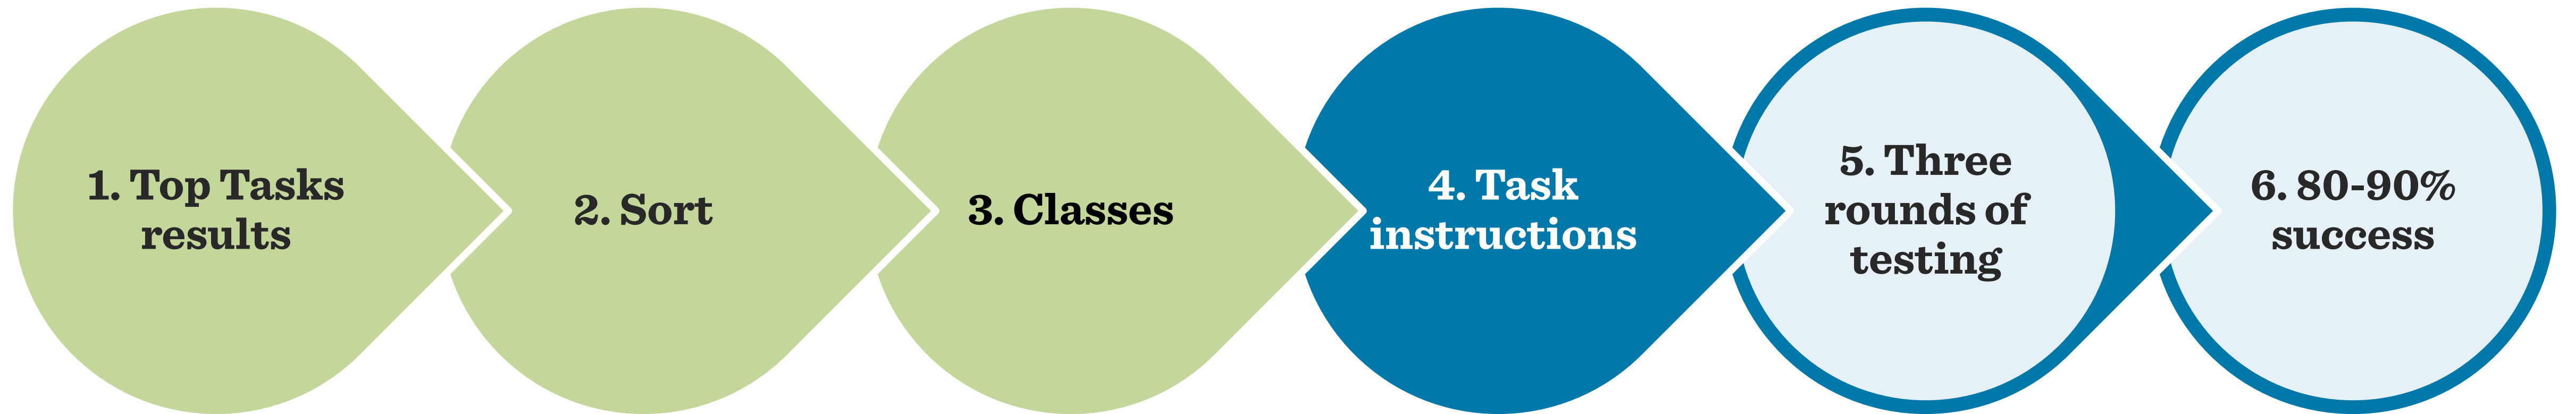 1. Top Tasks
results
2. Sort
3. Classes
4. Task
instructions
5. Three
rounds of
testing
6. 80-90%
success